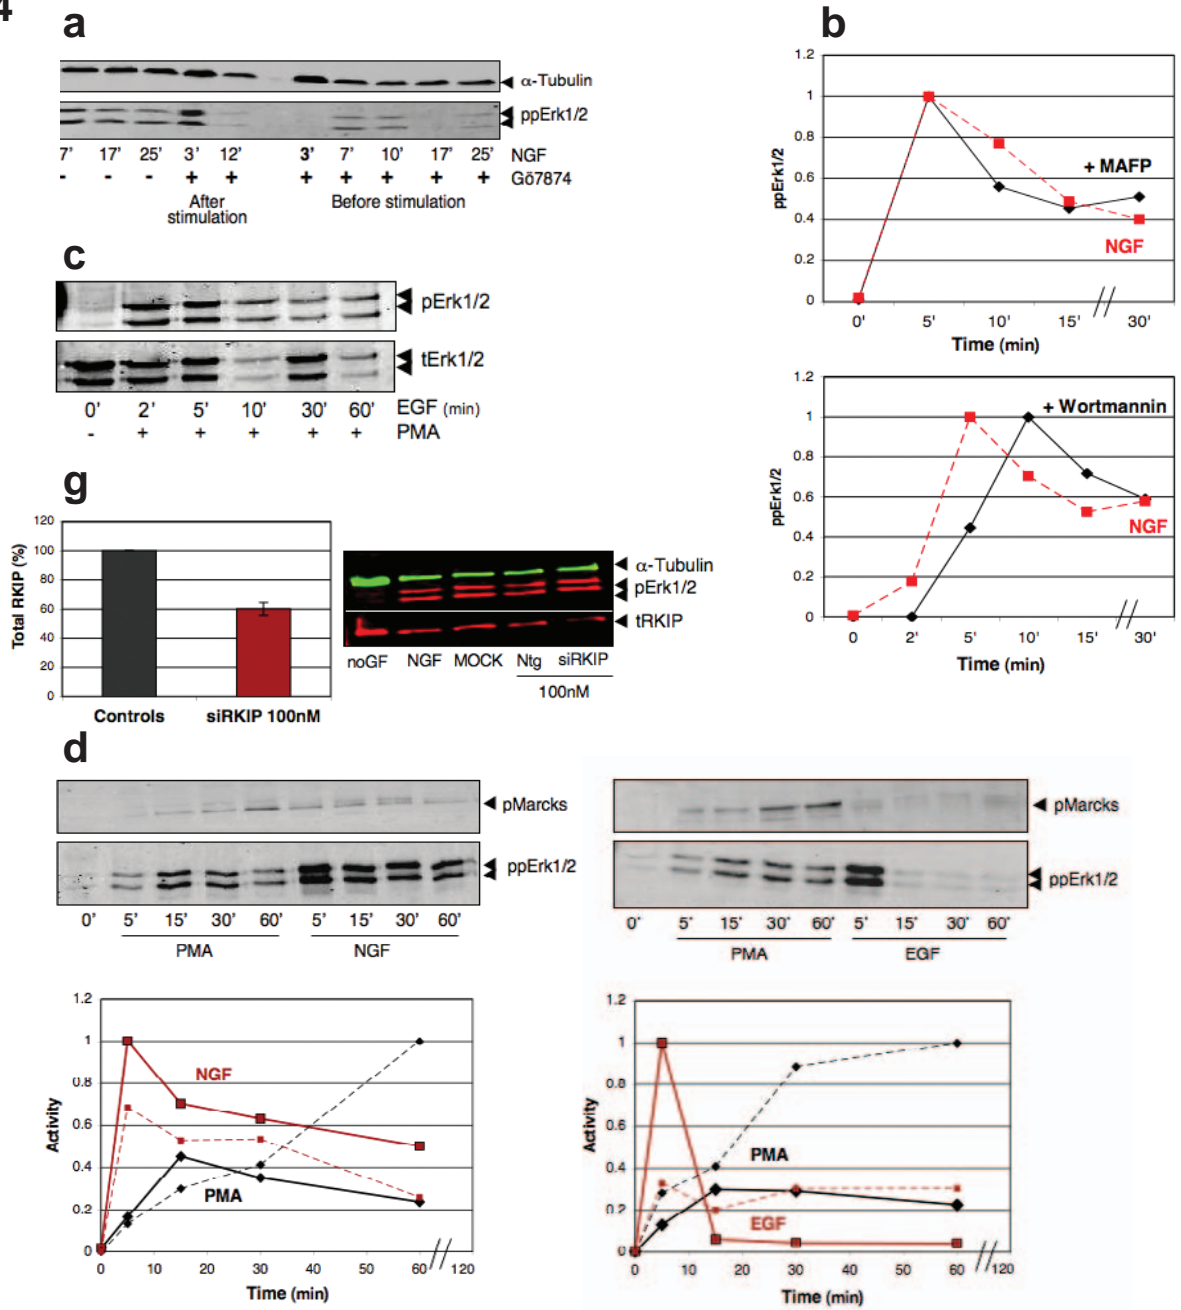 4
a
α-Tubulin
ppErk1/2
7' 17' 25' 3' 12' 3' 7' 10' 17' 25' NGF
- - - + + + + + + + Gö7874
After
stimulation
Before stimulation
b
1.2
1
0.8
0.6
0.4
0.2
0
ppErk1/2
+ MAFP
NGF
0' 5' 10' 15' 30'
Time (min)
1.2
1
0.8
0.6
0.4
0.2
0
ppErk1/2
+ Wortmannin
NGF
0 2' 5' 10' 15' 30'
Time (min)
c
pErk1/2
tErk1/2
0' 2' 5' 10' 30' 60' EGF (min)
- + + + + + PMA
g
120
100
80
60
40
20
0
Total RKIP (%)
Controls siRKIP 100nM
α-Tubulin
pErk1/2
tRKIP
noGF NGF MOCK Ntg siRKIP
100nM
d
pMarcks
ppErk1/2
0' 5' 15' 30' 60' 5' 15' 30' 60'
PMA NGF
pMarcks
ppErk1/2
0' 5' 15' 30' 60' 5' 15' 30' 60'
PMA EGF
1.2
1
0.8
0.6
0.4
0.2
0
Activity
NGF
PMA
0 10 20 30 40 50 60 120
Time (min)
1.2
1
0.8
0.6
0.4
0.2
0
Activity
PMA
EGF
0 10 20 30 40 50 60 120
Time (min)